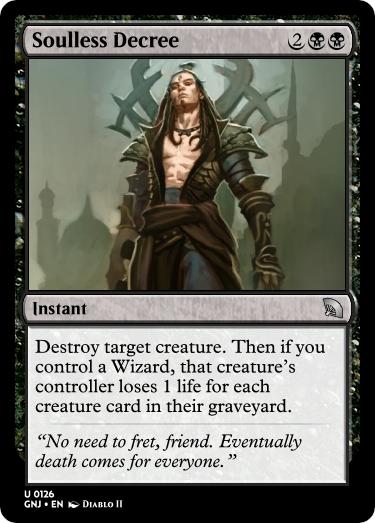 Soulless Decree 2
Instant
Destroy target creature. Then if you
control a Wizard, that creature's
controller loses 1 life for each
creature card in their graveyard.
“No need to fret, friend. Eventually
death comes for everyone.”
U 0126
GNJ • EN Diablo II